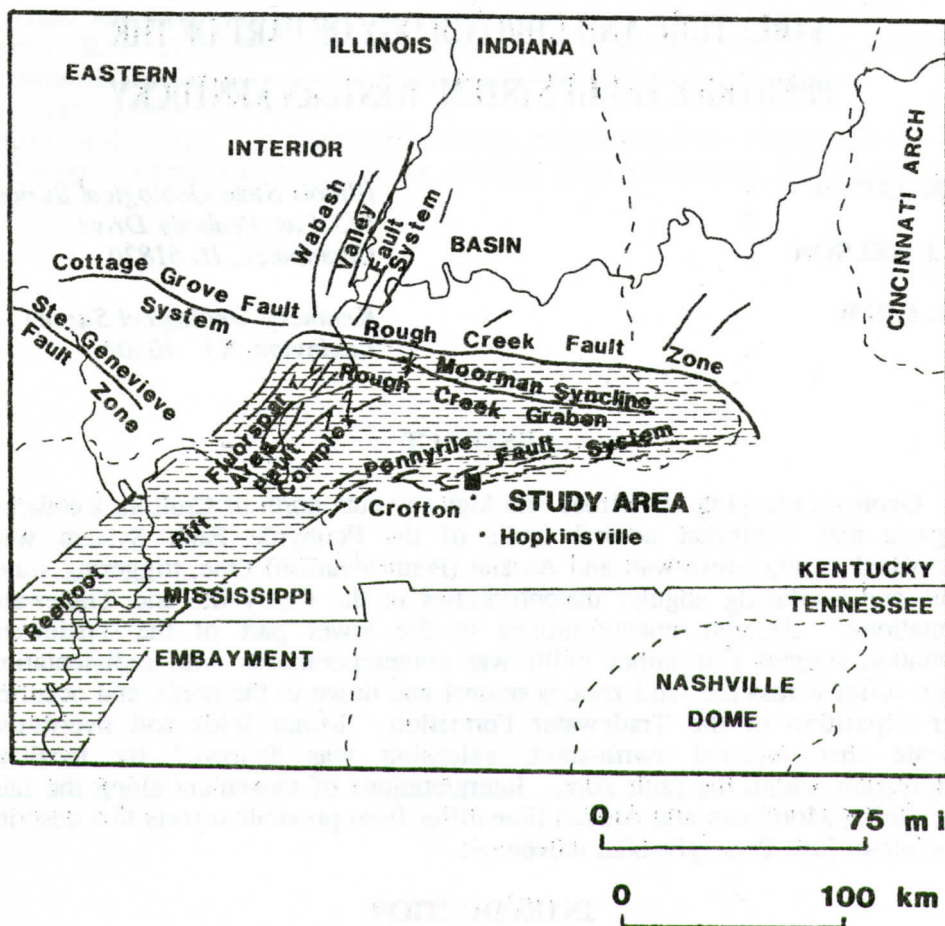 ILLINOIS
INDIANA
EASTERN
INTERIOR
BASIN
CINCINNATI ARCH
Wabash
Valley
Fault
System
Cottage Grove Fault
System
Ste. Genevieve
Fault
Zone
Rough Creek Fault
Zone
Moorman Syncline
Rough
Creek Graben
Fluorspar
Area
Fault
Complex
Pennyrile Fault System
STUDY AREA
Crofton
Hopkinsville
Reelfoot Rift
MISSISSIPPI
EMBAYMENT
KENTUCKY
TENNESSEE
NASHVILLE
DOME
0 75 mi
0 100 km